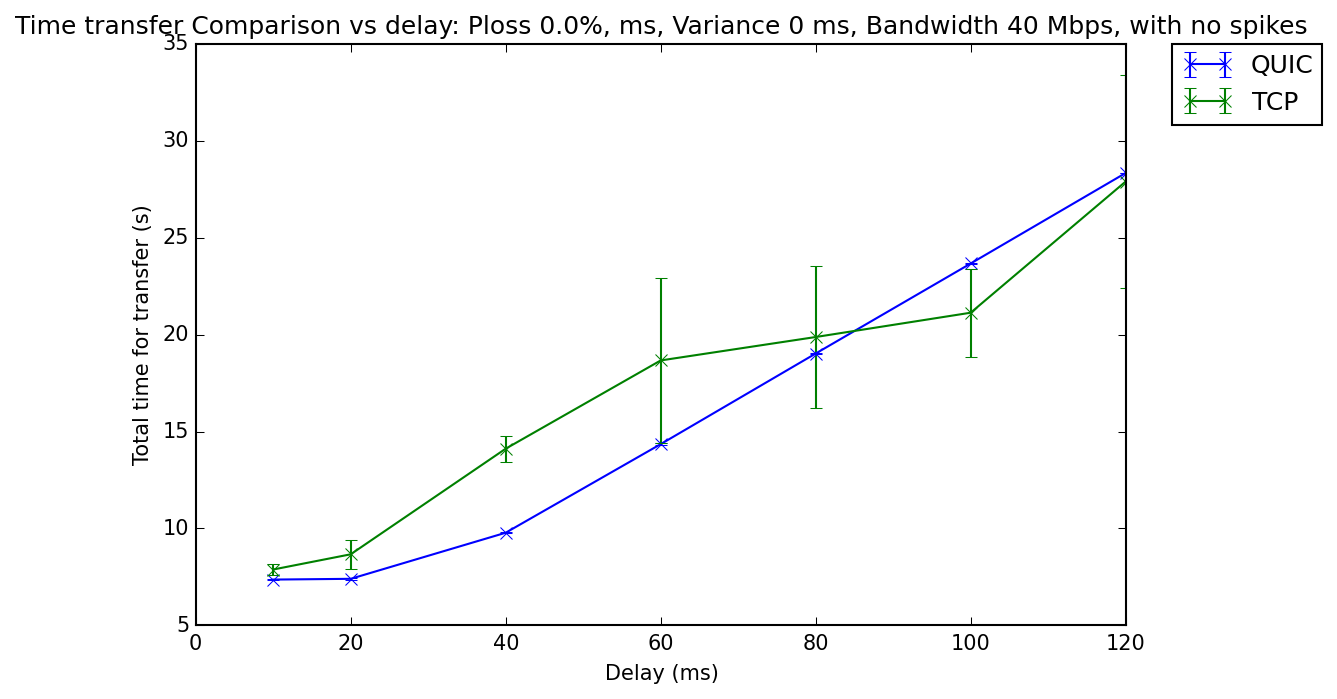 Time transfer Comparison vs delay: Ploss 0.0%, ms, Variance 0 ms, Bandwidth 40 Mbps, with no spikes
QUIC
TCP
35
30
25
20
15
10
5
Total time for transfer (s)
0 20 40 60 80 100 120
Delay (ms)